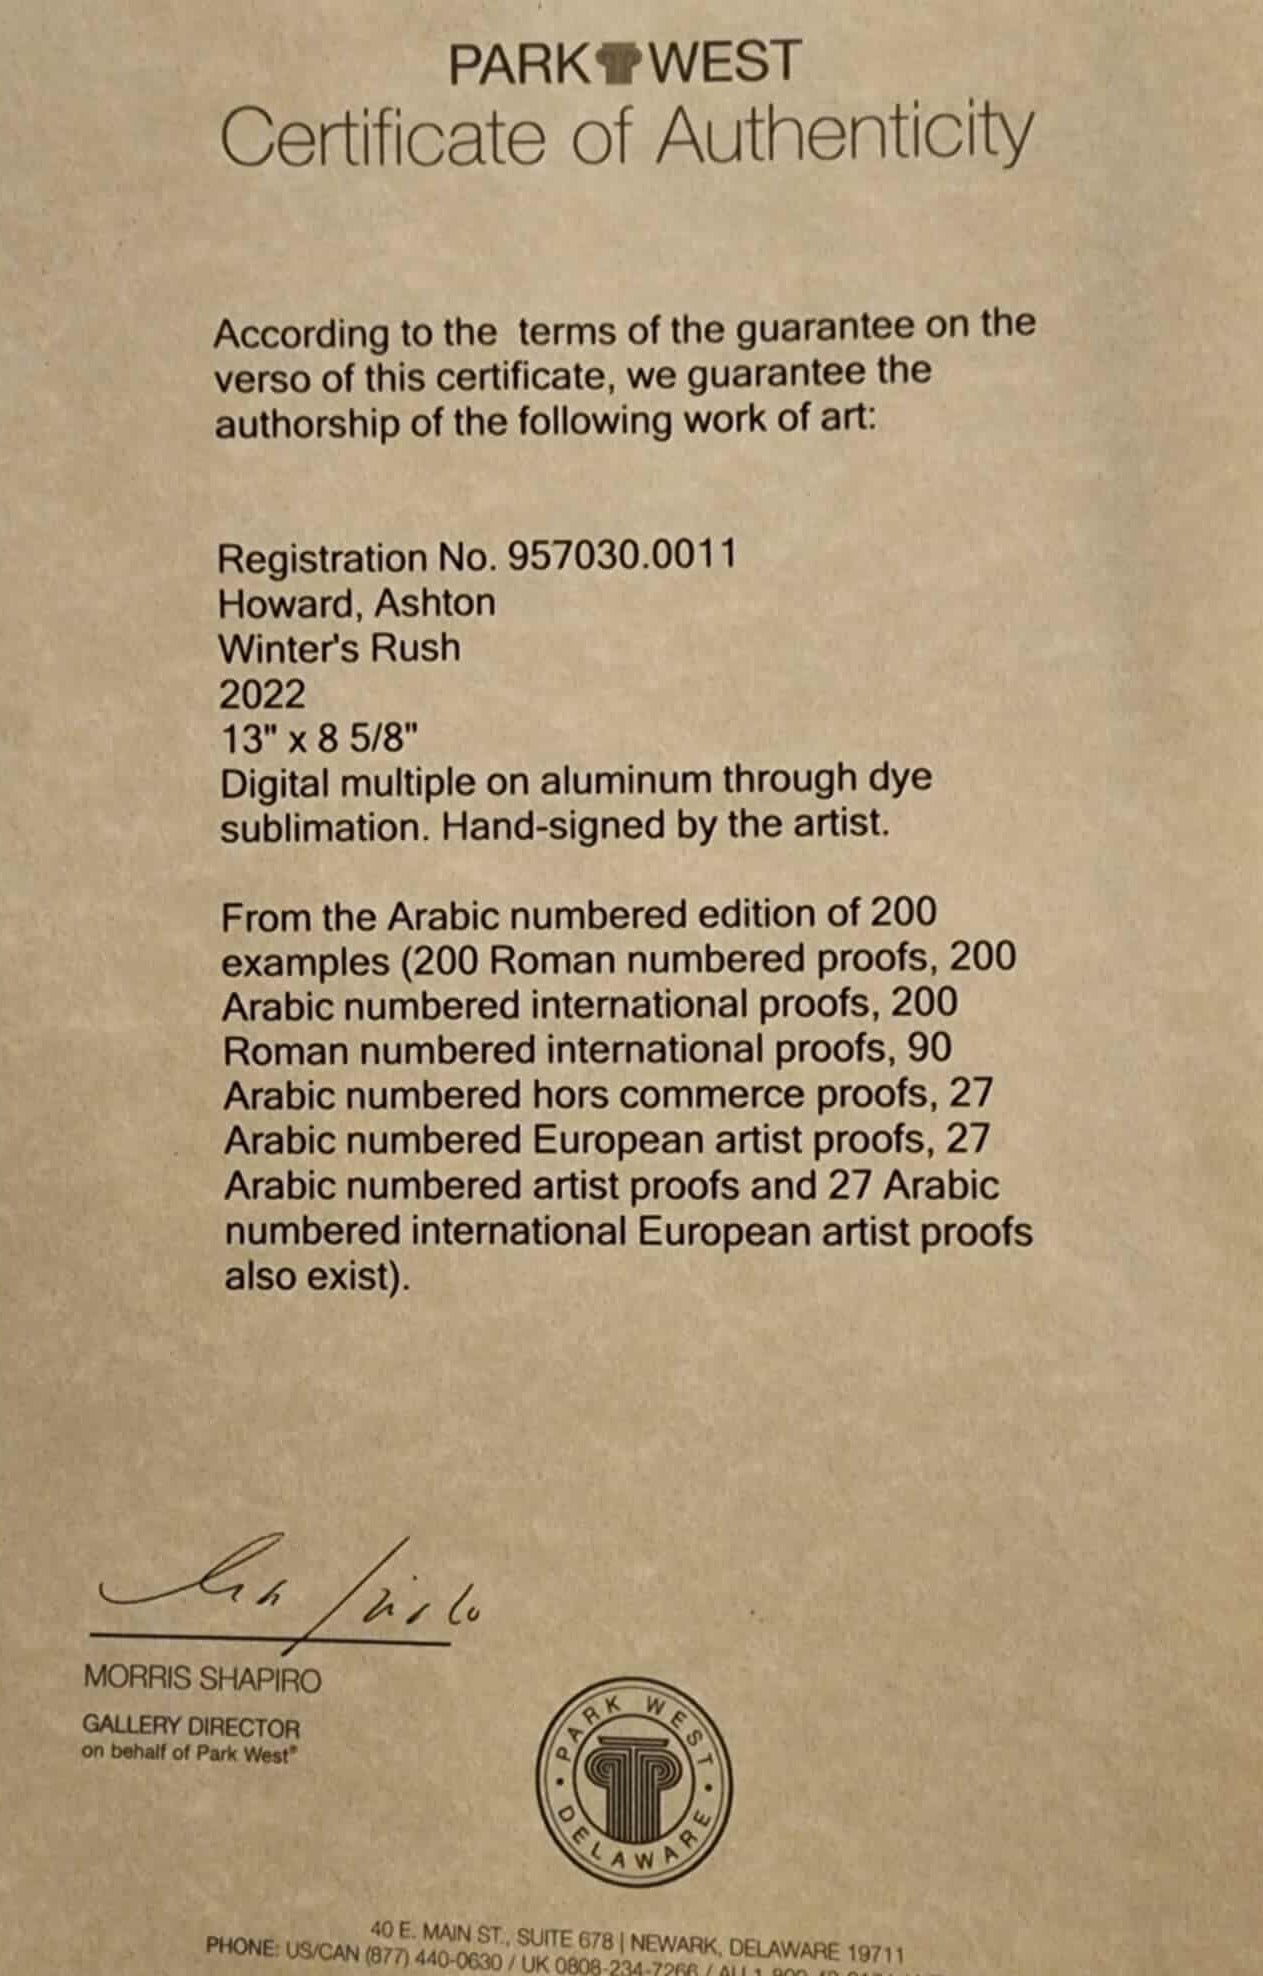 PARK WEST
Certificate of Authenticity
According to the terms of the guarantee on the
verso of this certificate, we guarantee the
authorship of the following work of art:
Registration No. 957030.0011
Howard, Ashton
Winter's Rush
2022
13" x 8 5/8"
Digital multiple on aluminum through dye
sublimation. Hand-signed by the artist.
From the Arabic numbered edition of 200
examples (200 Roman numbered proofs, 200
Arabic numbered international proofs, 200
Roman numbered international proofs, 90
Arabic numbered hors commerce proofs, 27
Arabic numbered European artist proofs, 27
Arabic numbered artist proofs and 27 Arabic
numbered international European artist proofs
also exist).
MORRIS SHAPIRO
GALLERY DIRECTOR
on behalf of Park West®
PARK WEST
DELAWARE
40 E. MAIN ST., SUITE 678 | NEWARK, DELAWARE 19711
PHONE: US/CAN (877) 440-0630 / UK 0808-234-7266 /